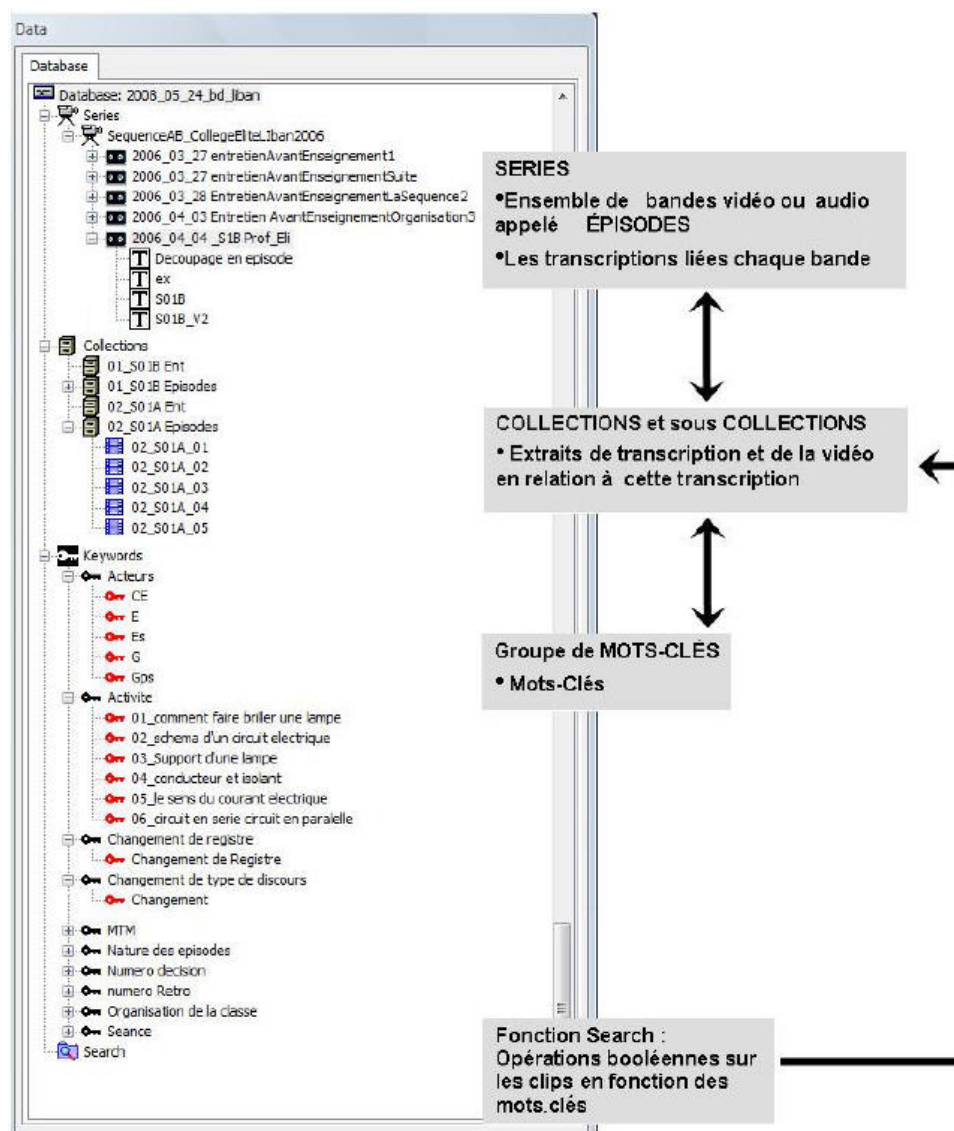 Data
Database
Database: 2008_05_24_bd_liban
Series
SequenceAB_CollegeEliteLIban2006
2006_03_27 entretienAvantEnseignement1
2006_03_27 entretienAvantEnseignementSuite
2006_03_28 EntretienAvantEnseignementLaSequence2
2006_04_03 Entretien AvantEnseignementOrganisation3
2006_04_04 _S1B Prof_Eli
Decoupage en episode
ex
S01B
S01B_V2
Collections
01_S01B Ent
01_S01B Episodes
02_S01A Ent
02_S01A Episodes
02_S01A_01
02_S01A_02
02_S01A_03
02_S01A_04
02_S01A_05
Keywords
Acteurs
CE
E
Es
G
Gps
Activite
01_comment faire briller une lampe
02_schema d'un circuit electrique
03_Support d'une lampe
04_conducteur et isolant
05_le sens du courant electrique
06_circuit en serie circuit en paralelle
Changement de registre
Changement de Registre
Changement de type de discours
Changement
MTM
Nature des episodes
Numero decision
numero Retro
Organisation de la classe
Seance
Search
SERIES
•Ensemble de bandes vidéo ou audio
appelé ÉPISODES
•Les transcriptions liées chaque bande
COLLECTIONS et sous COLLECTIONS
• Extraits de transcription et de la vidéo
en relation à cette transcription
Groupe de MOTS-CLÉS
• Mots-Clés
Fonction Search :
Opérations booléennes sur
les clips en fonction des
mots.clés